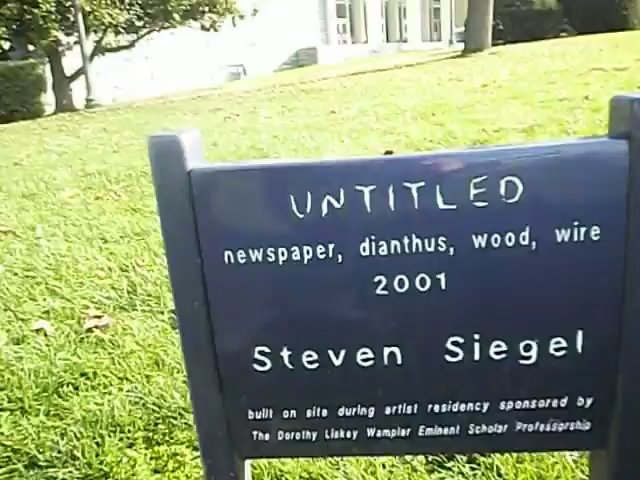 UNTITLED
newspaper, dianthus, wood, wire
2001
Steven Siegel
built on site during artist residency sponsored by
The Dorothy Liskey Wampler Eminent Scholar Professorship